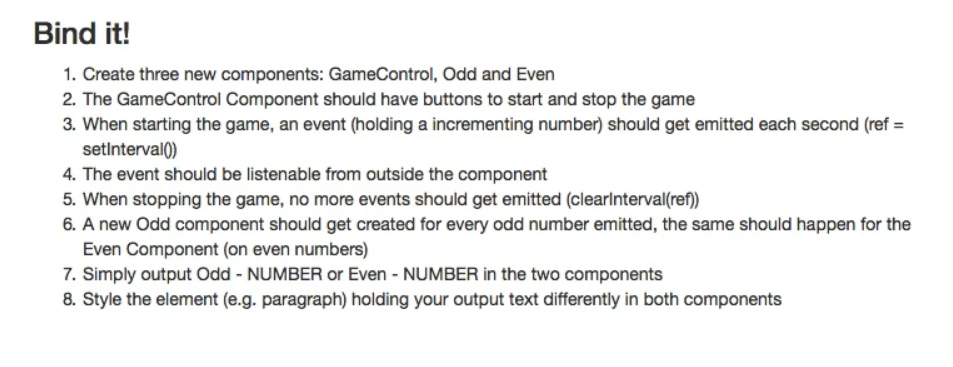 Bind it!
1. Create three new components: GameControl, Odd and Even
2. The GameControl Component should have buttons to start and stop the game
3. When starting the game, an event (holding a incrementing number) should get emitted each second (ref =
setInterval())
4. The event should be listenable from outside the component
5. When stopping the game, no more events should get emitted (clearInterval(ref))
6. A new Odd component should get created for every odd number emitted, the same should happen for the
Even Component (on even numbers)
7. Simply output Odd - NUMBER or Even - NUMBER in the two components
8. Style the element (e.g. paragraph) holding your output text differently in both components